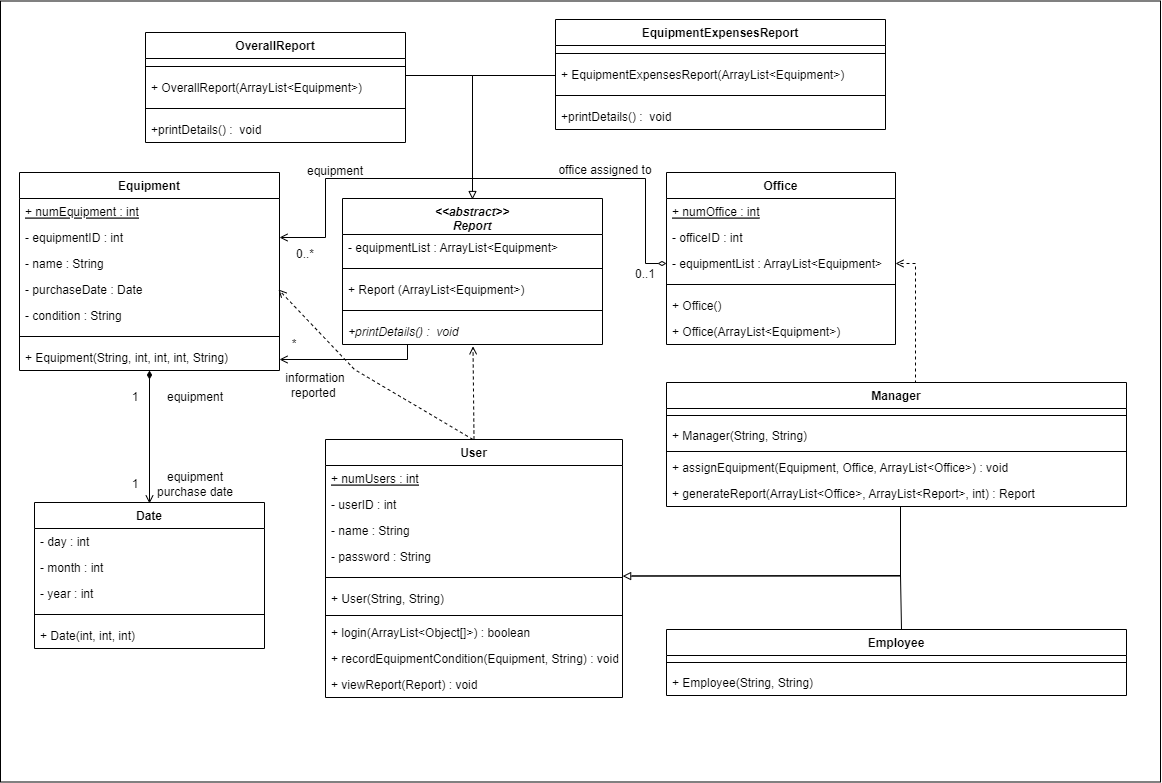 OverallReport
+ OverallReport(ArrayList<Equipment>)
+printDetails() :  void
EquipmentExpensesReport
+ EquipmentExpensesReport(ArrayList<Equipment>)
+printDetails() :  void
equipment
office assigned to
0..*
0..1
Equipment
+ numEquipment : int
- equipmentID : int
- name : String
- purchaseDate : Date
- condition : String
+ Equipment(String, int, int, int, String)
<<abstract>>
Report
- equipmentList : ArrayList<Equipment>
+ Report (ArrayList<Equipment>)
+printDetails() :  void
*
information
reported
Office
+ numOffice : int
- officeID : int
- equipmentList : ArrayList<Equipment>
+ Office()
+ Office(ArrayList<Equipment>)
1
equipment
1
equipment
purchase date
Date
- day : int
- month : int
- year : int
+ Date(int, int, int)
User
+ numUsers : int
- userID : int
- name : String
- password : String
+ User(String, String)
+ login(ArrayList<Object[]>) : boolean
+ recordEquipmentCondition(Equipment, String) : void
+ viewReport(Report) : void
Manager
+ Manager(String, String)
+ assignEquipment(Equipment, Office, ArrayList<Office>) : void
+ generateReport(ArrayList<Office>, ArrayList<Report>, int) : Report
Employee
+ Employee(String, String)